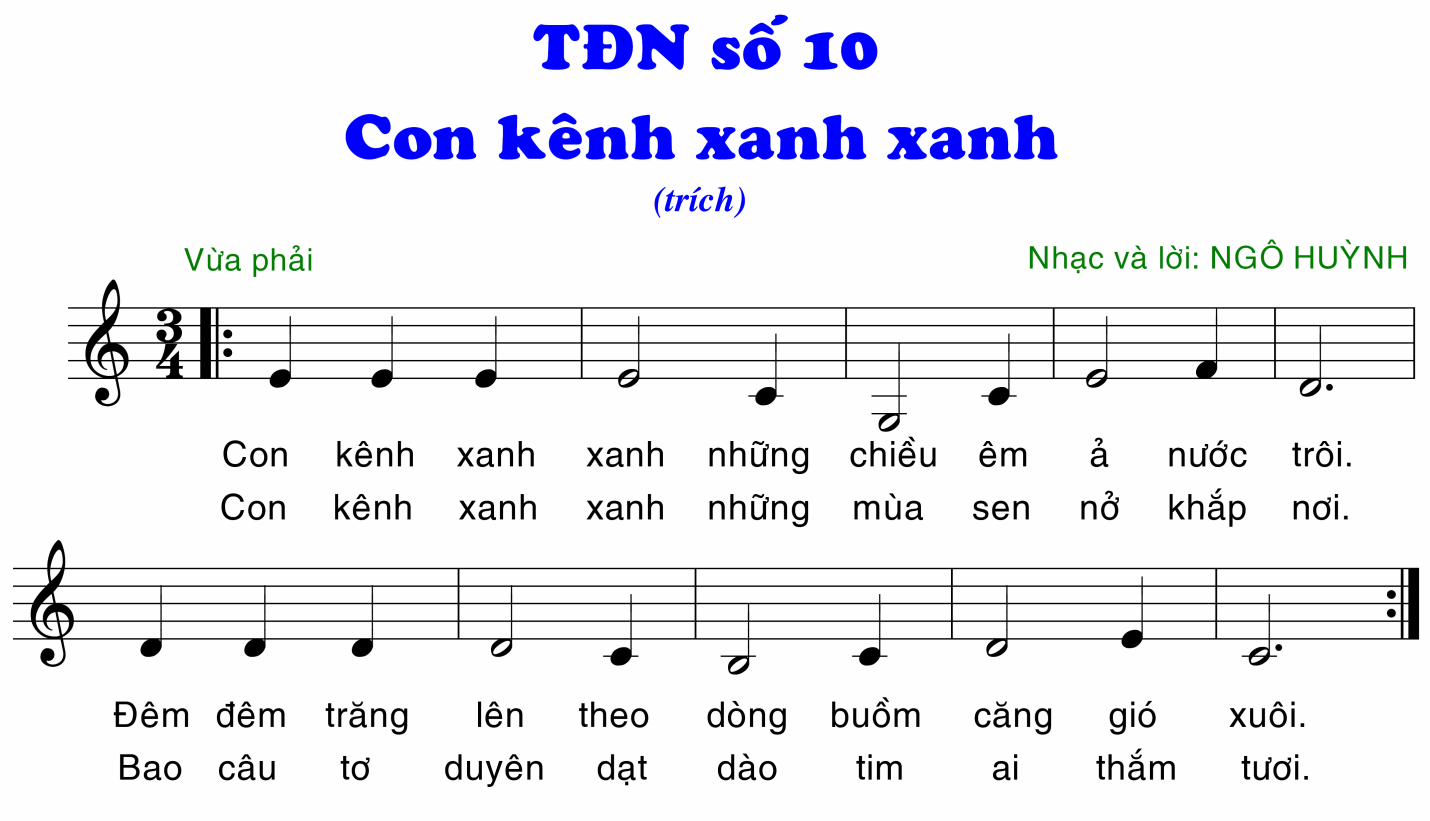 TĐN số 10
Con kênh xanh xanh
(trích)
Vừa phải
Nhạc và lời: NGÔ HUỲNH
3
4
Con kênh xanh xanh những chiều êm ả nước trôi.
Con kênh xanh xanh những mùa sen nở khắp nơi.
Đêm đêm trăng lên theo dòng buồm căng gió xuôi.
Bao câu tơ duyên dạt dào tim ai thắm tươi.